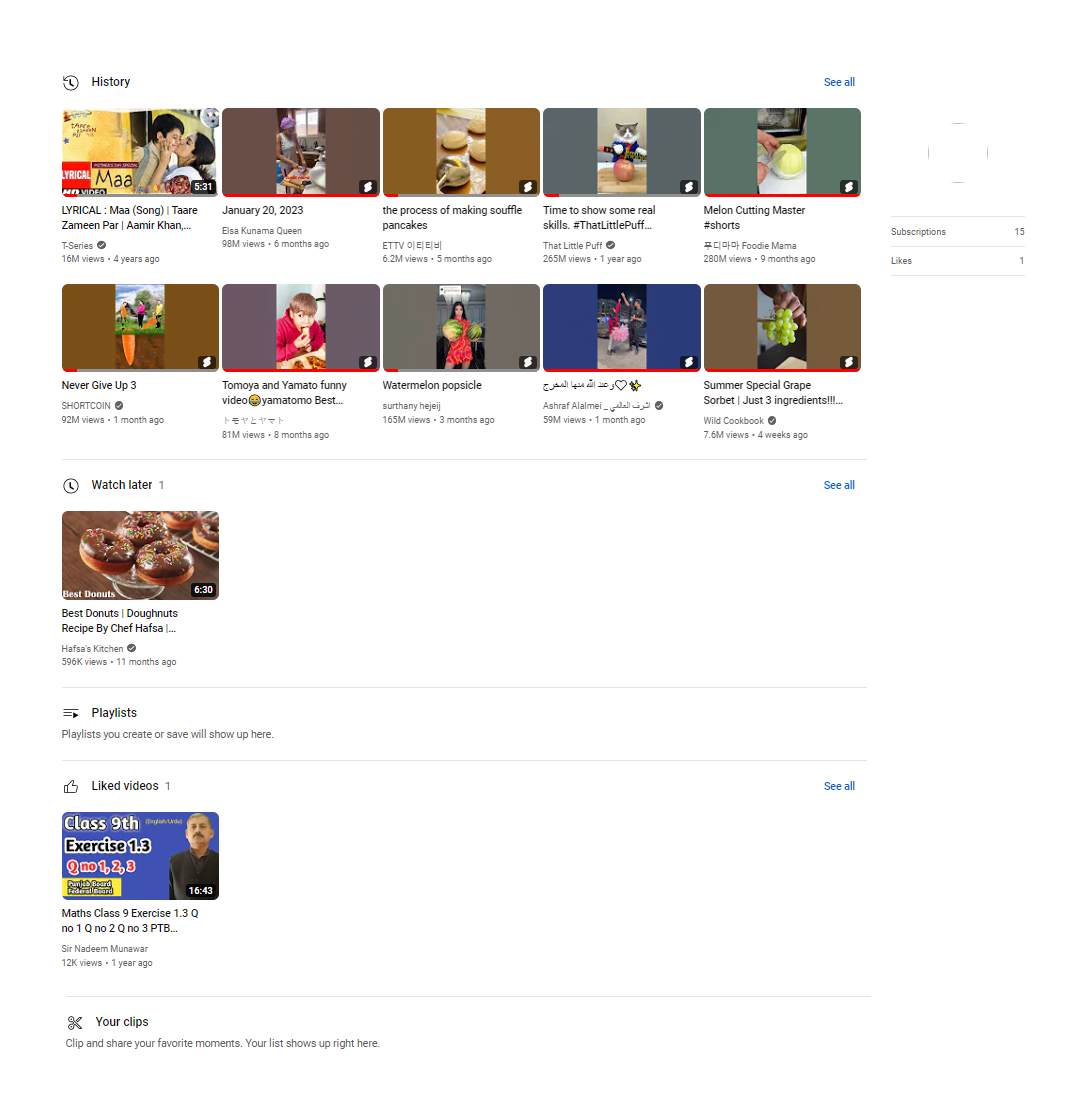 History
See all
TAARE ZAMEEN PAR
MOTHER'S DAY SPECIAL
LYRICAL
Maa
HD VIDEO
5:31
LYRICAL : Maa (Song) | Taare
Zameen Par | Aamir Khan,...
T-Series
16M views • 4 years ago
January 20, 2023
Elsa Kunama Queen
98M views • 6 months ago
the process of making souffle
pancakes
ETTV 이티티비
6.2M views • 5 months ago
Time to show some real
skills. #ThatLittlePuff...
That Little Puff
265M views • 1 year ago
Melon Cutting Master
#shorts
푸디마마 Foodie Mama
280M views • 9 months ago
Never Give Up 3
SHORTCOIN
92M views • 1 month ago
Tomoya and Yamato funny
video😂yamatomo Best...
トモヤとヤマト
81M views • 8 months ago
Watermelon popsicle
surthany hejeij
165M views • 3 months ago
وعند الله منها المخرج♡✨
Ashraf Alalmei _ اشرف العالمي
59M views • 1 month ago
Summer Special Grape
Sorbet | Just 3 ingredients!!!...
Wild Cookbook
7.6M views • 4 weeks ago
Subscriptions 15
Likes 1
Watch later 1
See all
Best Donuts
6:30
Best Donuts | Doughnuts
Recipe By Chef Hafsa |...
Hafsa's Kitchen
596K views • 11 months ago
Playlists
Playlists you create or save will show up here.
Liked videos 1
See all
Class 9th (English/Urdu)
Exercise 1.3
Q no 1, 2, 3
Punjab Board
Federal Board
16:43
Maths Class 9 Exercise 1.3 Q
no 1 Q no 2 Q no 3 PTB...
Sir Nadeem Munawar
12K views • 1 year ago
Your clips
Clip and share your favorite moments. Your list shows up right here.